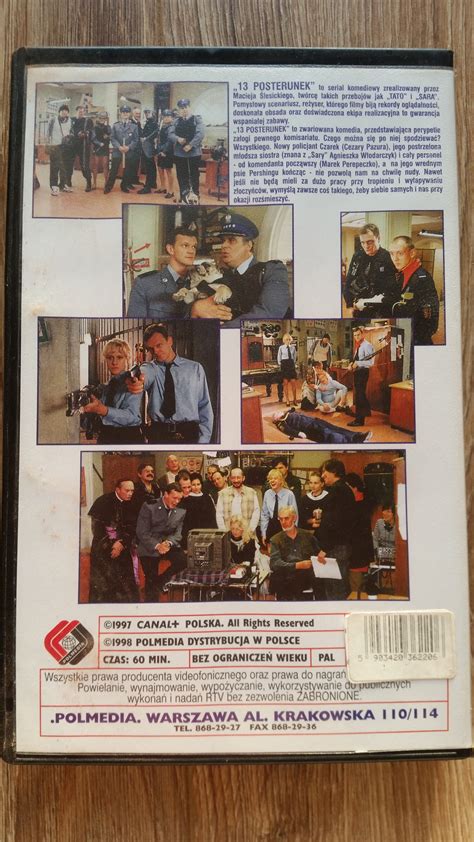 „13 POSTERUNEK” to serial komediowy zrealizowany przez
Macieja Ślesickiego, twórcę takich przebojów jak „TATO” i „SARA”.
Pomysłowy scenariusz, reżyser, którego filmy biją rekordy oglądalności,
doskonała obsada oraz doświadczona ekipa realizacyjna to gwarancja
wspaniałej zabawy.
„13 POSTERUNEK” to zwariowana komedia, przedstawiająca perypetie
załogi pewnego komisariatu. Czego można się po niej spodziewać?
Wszystkiego. Nowy policjant Czarek (Cezary Pazura), jego postrzelona
młodsza siostra (znana z „Sary” Agnieszka Włodarczyk) i cały personel
- od komendanta począwszy (Marek Perepeczko), a na jego wrednym
psie Pershingu kończąc - nie pozwolą nam na chwilę nudy. Nawet
jeśli nie będą mieli za dużo pracy przy tropieniu i wyłapywaniu
złoczyńców, wymyślą zawsze coś takiego, żeby siebie samych i nas przy
okazji rozśmieszyć.
POLMEDIA
©1997 CANAL+ POLSKA. All Rights Reserved
©1998 POLMEDIA DYSTRYBUCJA W POLSCE
CZAS: 60 MIN. BEZ OGRANICZEŃ WIEKU PAL
5 903420 362206
Wszystkie prawa producenta videofonicznego oraz prawa do nagrań
Powielanie, wynajmowanie, wypożyczanie, wykorzystywanie do publicznych
wykonań i nadań RTV bez zezwolenia ZABRONIONE.
.POLMEDIA. WARSZAWA AL. KRAKOWSKA 110/114
TEL. 868-29-27 FAX 868-29-36